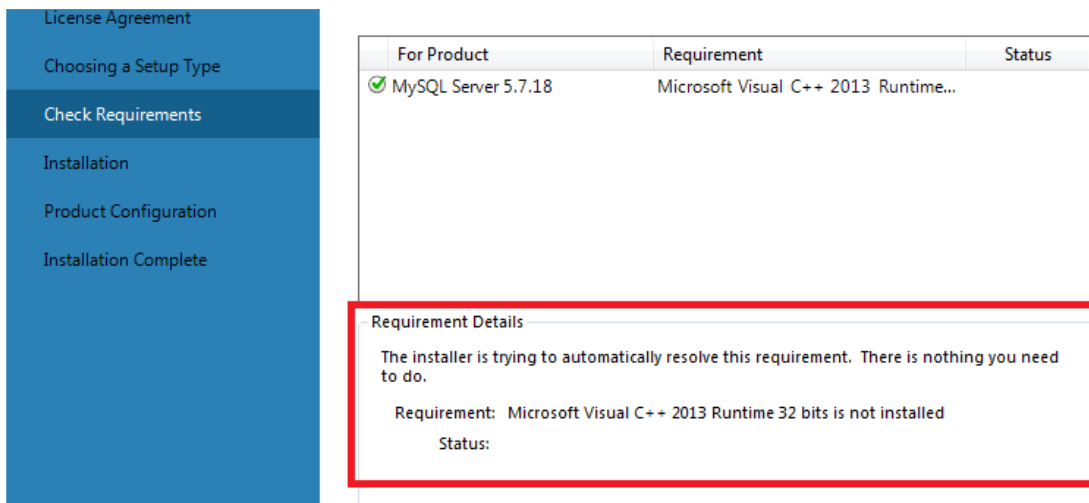 License Agreement
Choosing a Setup Type
Check Requirements
Installation
Product Configuration
Installation Complete
For Product Requirement Status
MySQL Server 5.7.18 Microsoft Visual C++ 2013 Runtime...
Requirement Details
The installer is trying to automatically resolve this requirement. There is nothing you need
to do.
Requirement: Microsoft Visual C++ 2013 Runtime 32 bits is not installed
Status: